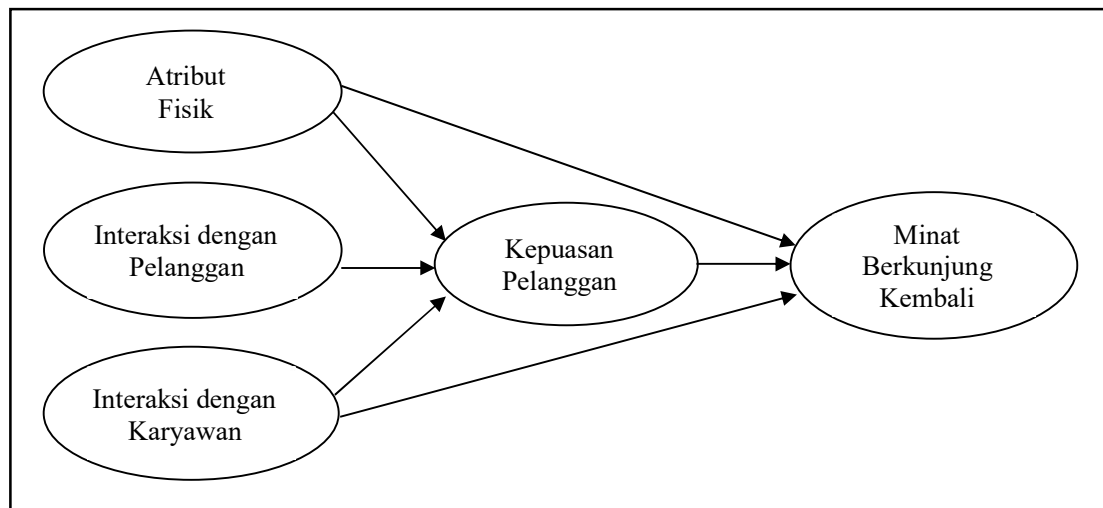 Atribut
Fisik
Interaksi dengan
Pelanggan
Kepuasan
Pelanggan
Minat
Berkunjung
Kembali
Interaksi dengan
Karyawan